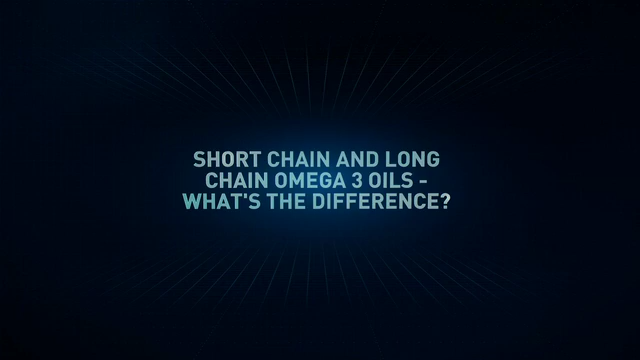 SHORT CHAIN AND LONG
CHAIN OMEGA 3 OILS -
WHAT'S THE DIFFERENCE?